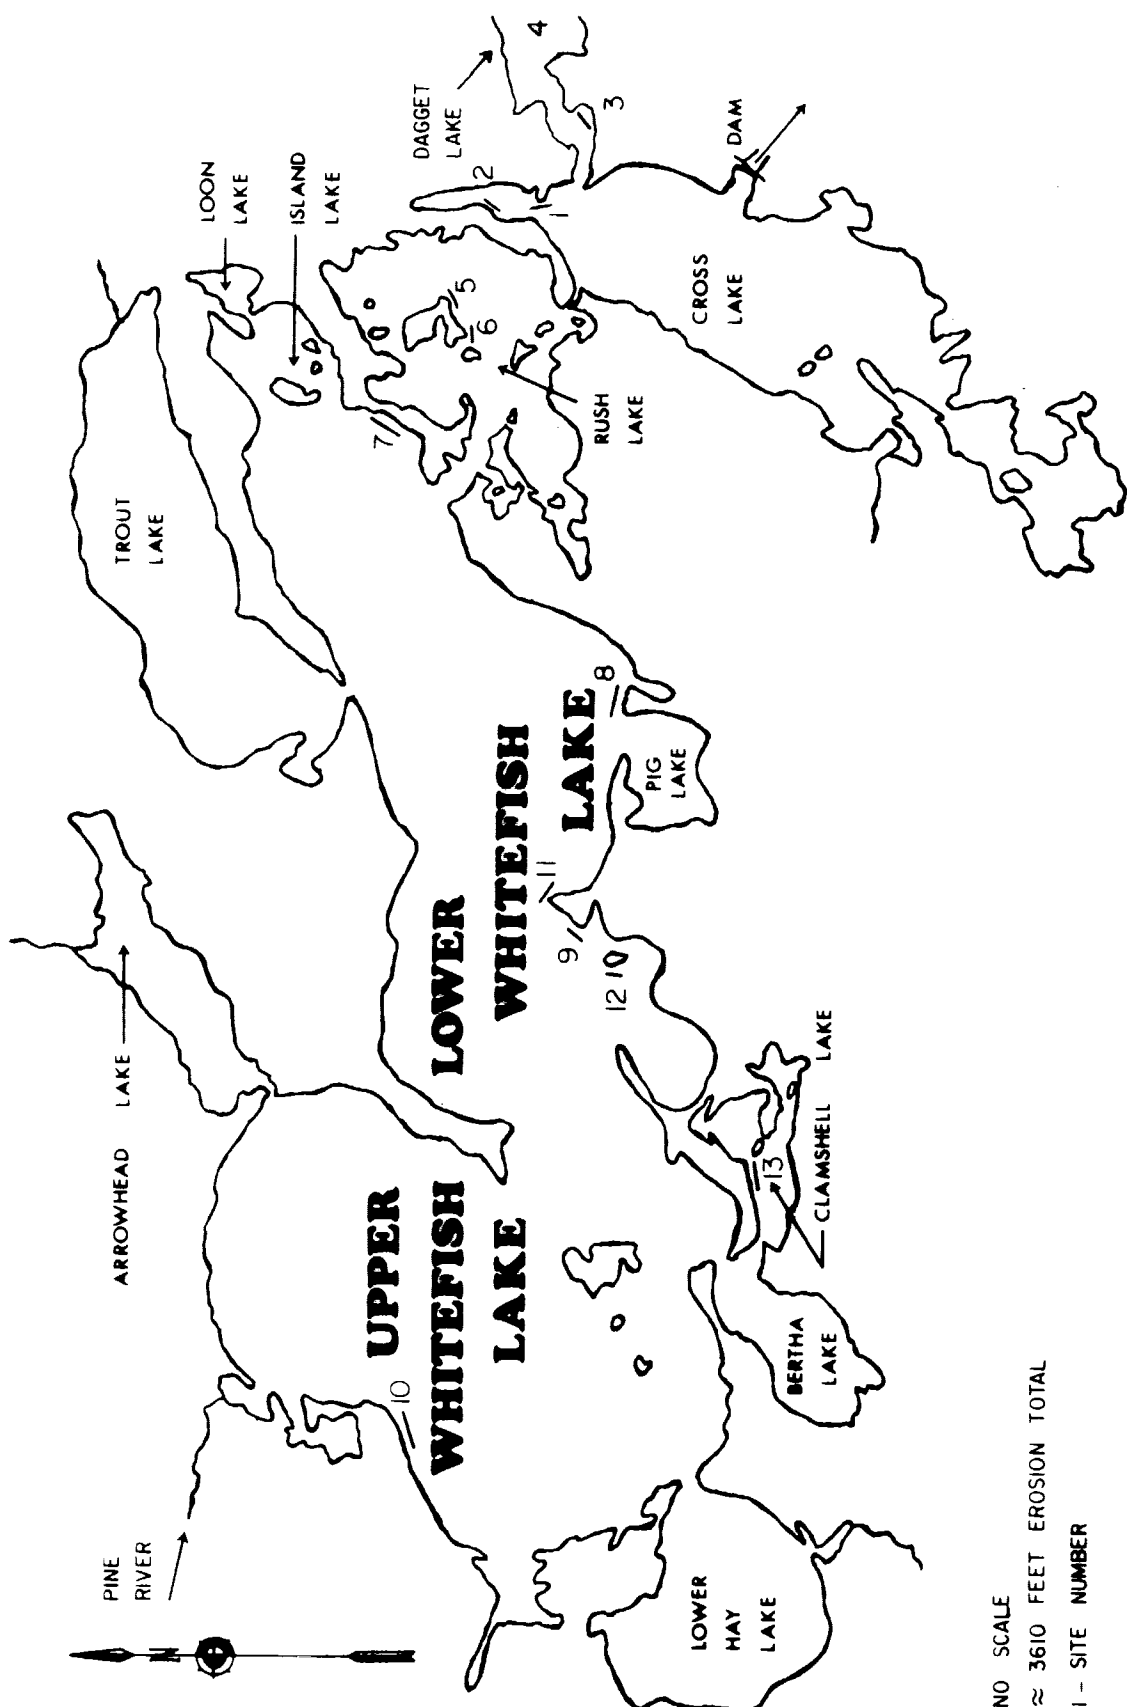 PINE
RIVER
N
ARROWHEAD LAKE
TROUT
LAKE
LOON
LAKE
ISLAND
LAKE
DAGGET
LAKE
4
3
2
1
5
6
7
RUSH
LAKE
DAM
CROSS
LAKE
UPPER
WHITEFISH
LAKE
10
LOWER
WHITEFISH
LAKE
8
11
9
12
PIG
LAKE
13
CLAMSHELL LAKE
BERTHA
LAKE
LOWER
HAY
LAKE
NO SCALE
≈ 3610 FEET EROSION TOTAL
1 - SITE NUMBER